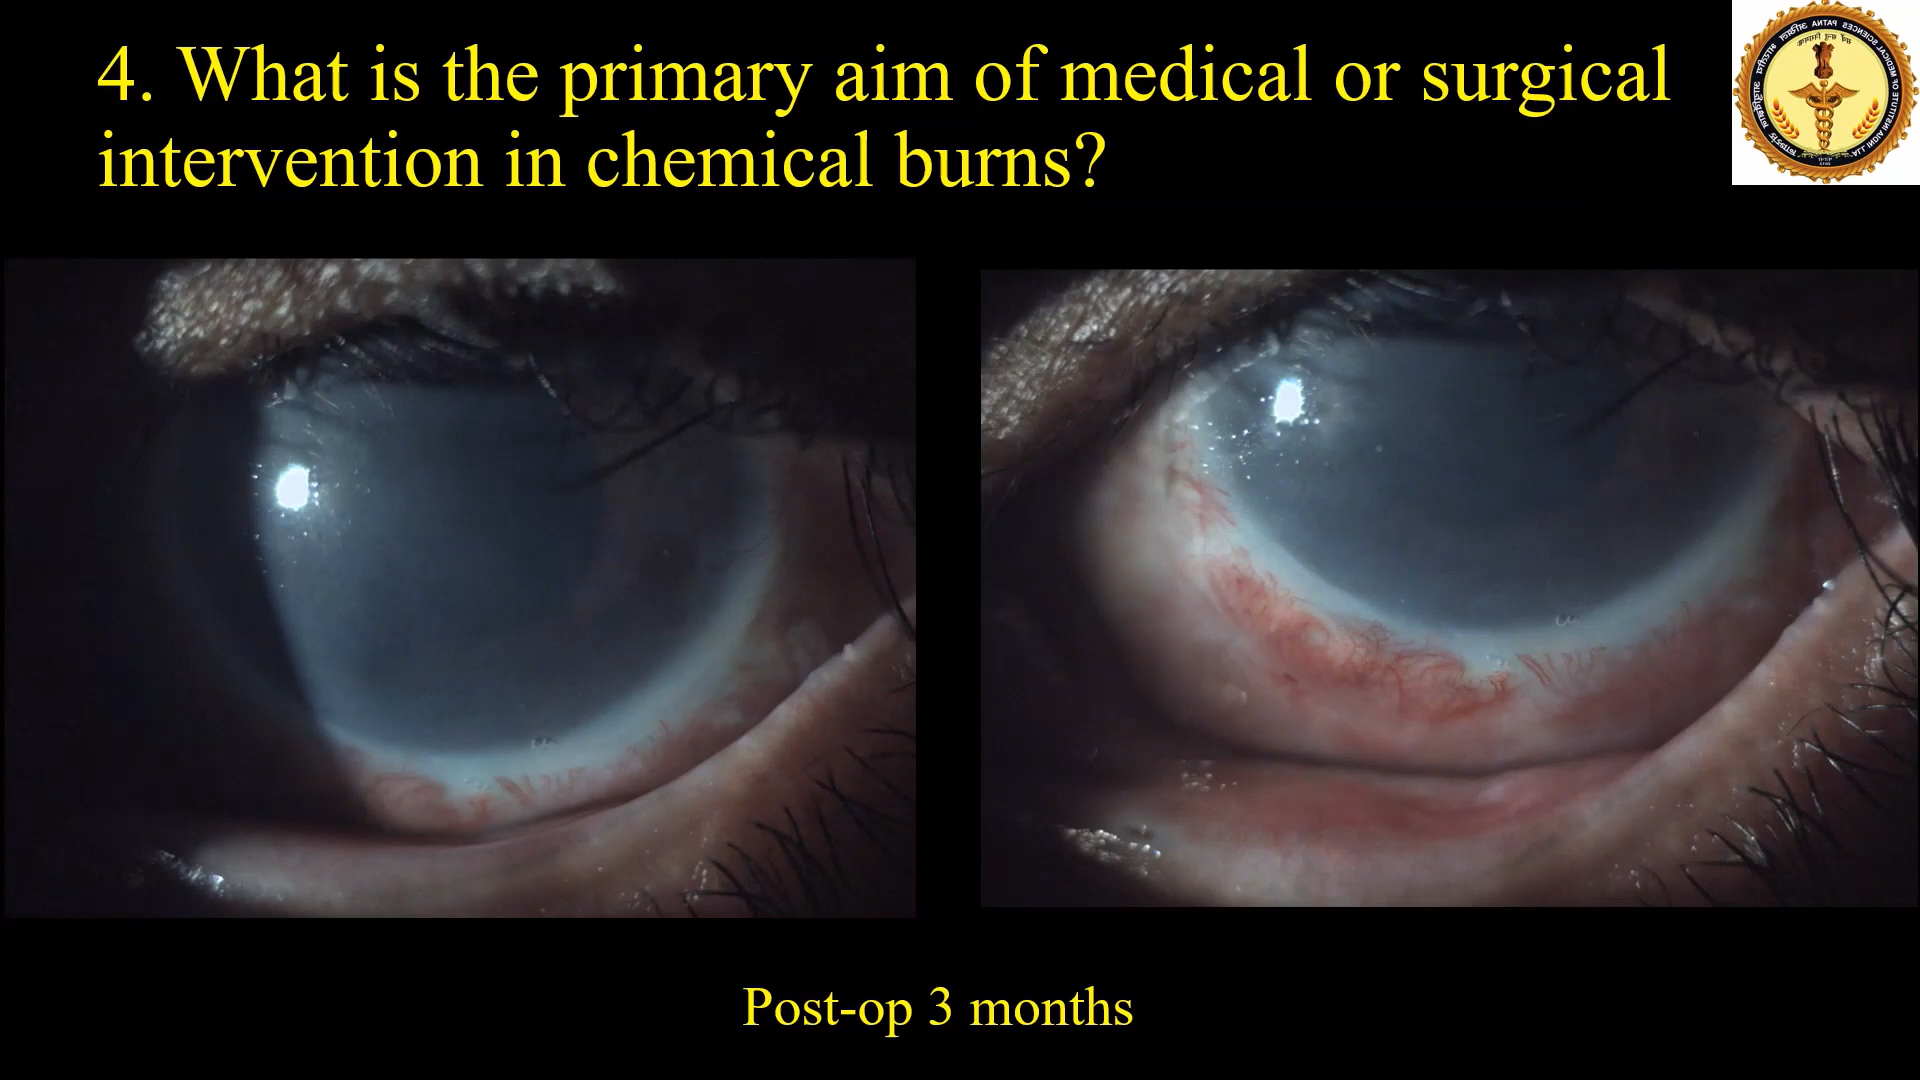 4. What is the primary aim of medical or surgical
intervention in chemical burns?
Post-op 3 months